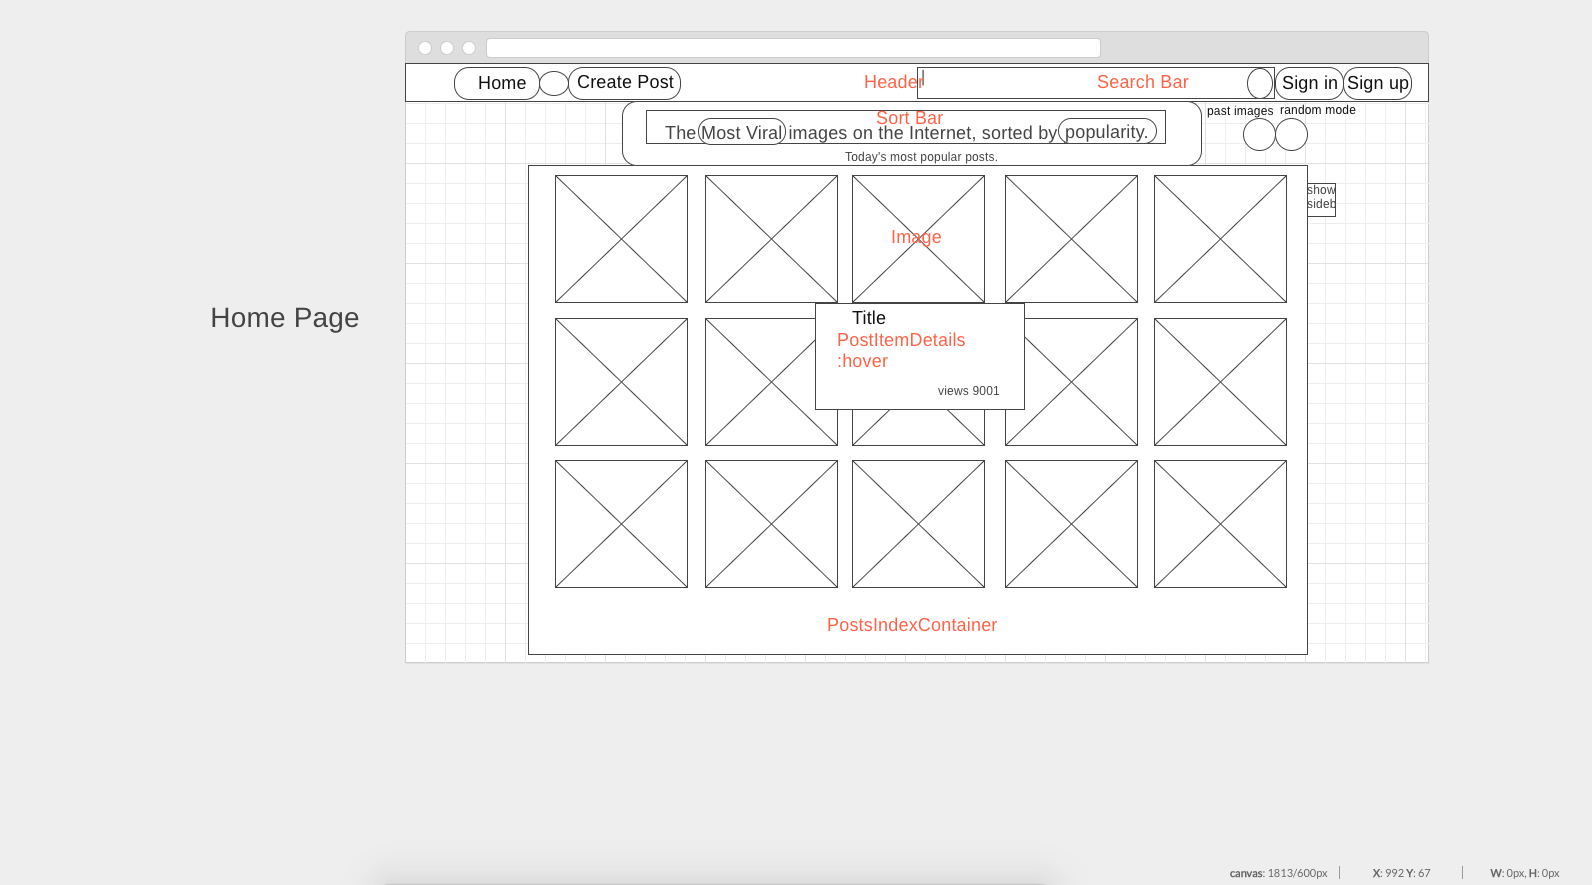 Home
Create Post
Header
Search Bar
Sign in
Sign up
Sort Bar
past images
random mode
The Most Viral images on the Internet, sorted by popularity.
Today's most popular posts.
show
sideb
Image
Home Page
Title
PostItemDetails
:hover
views 9001
PostsIndexContainer
canvas: 1813/600px
X: 992 Y: 67
W: 0px, H: 0px